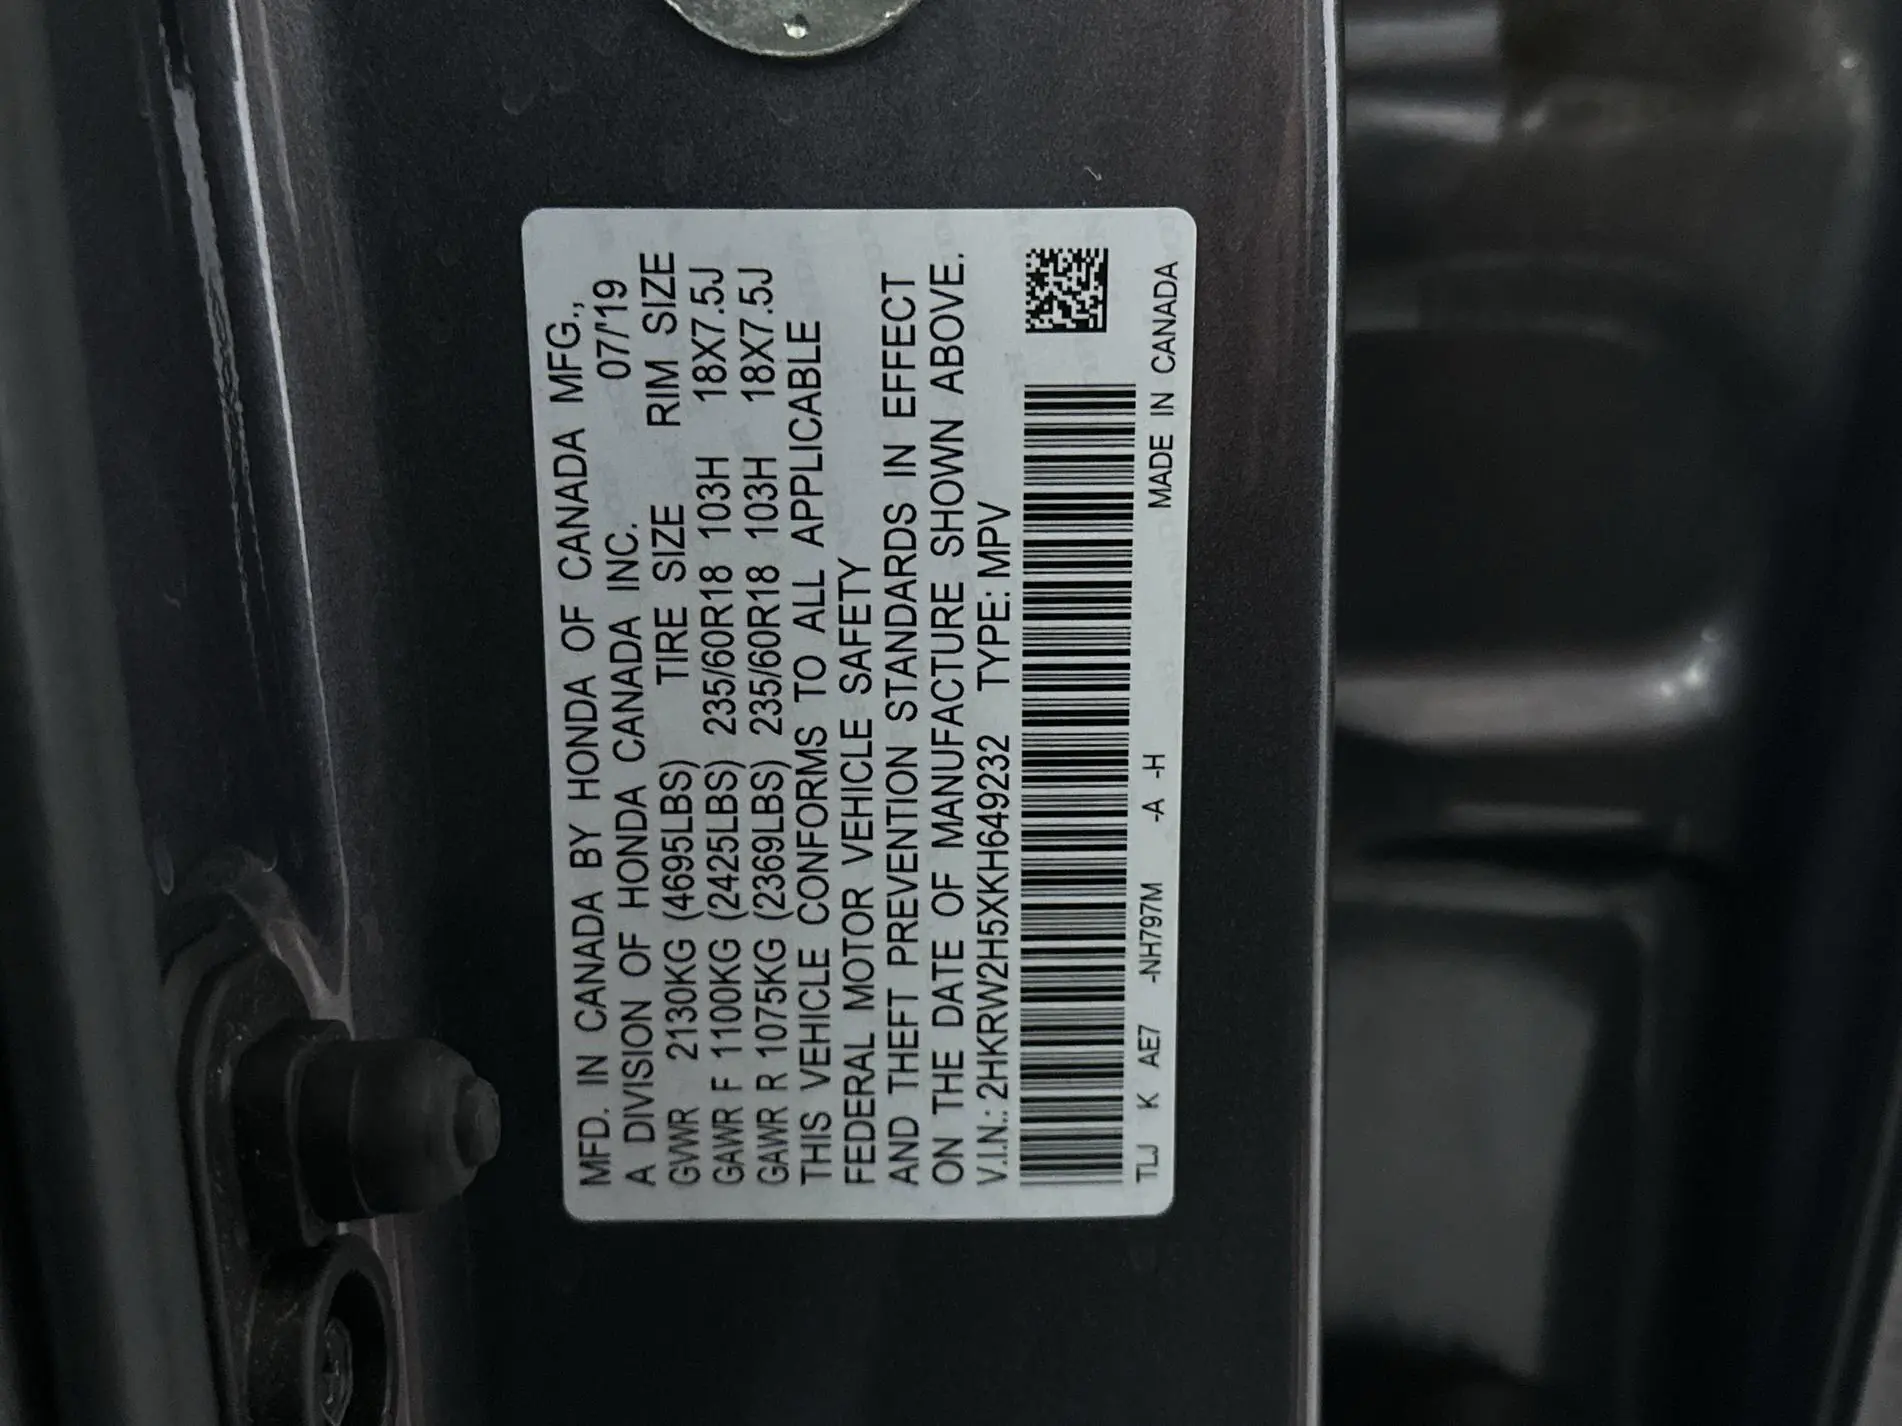 MFD. IN CANADA BY HONDA OF CANADA MFG.,
A DIVISION OF HONDA CANADA INC. 07/'19
TIRE SIZE RIM SIZE
GVWR 2130KG (4695LBS)
GAWR F 1100KG (2425LBS) 235/60R18 103H 18X7.5J
GAWR R 1075KG (2369LBS) 235/60R18 103H 18X7.5J
THIS VEHICLE CONFORMS TO ALL APPLICABLE
FEDERAL MOTOR VEHICLE SAFETY
AND THEFT PREVENTION STANDARDS IN EFFECT
ON THE DATE OF MANUFACTURE SHOWN ABOVE.
V.I.N.: 2HKRW2H5XKH649232 TYPE: MPV
TLJ K AE7 -NH797M -A -H MADE IN CANADA